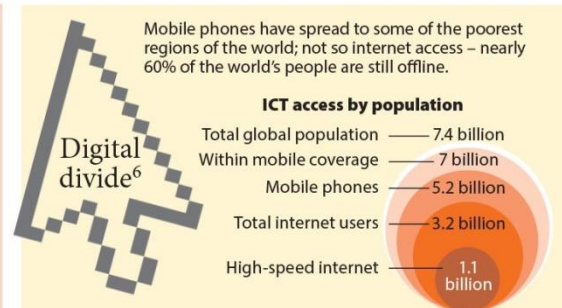 Mobile phones have spread to some of the poorest
regions of the world; not so internet access – nearly
60% of the world's people are still offline.
Digital
divide⁶
ICT access by population
Total global population 7.4 billion
Within mobile coverage 7 billion
Mobile phones 5.2 billion
Total internet users 3.2 billion
High-speed internet 1.1
billion